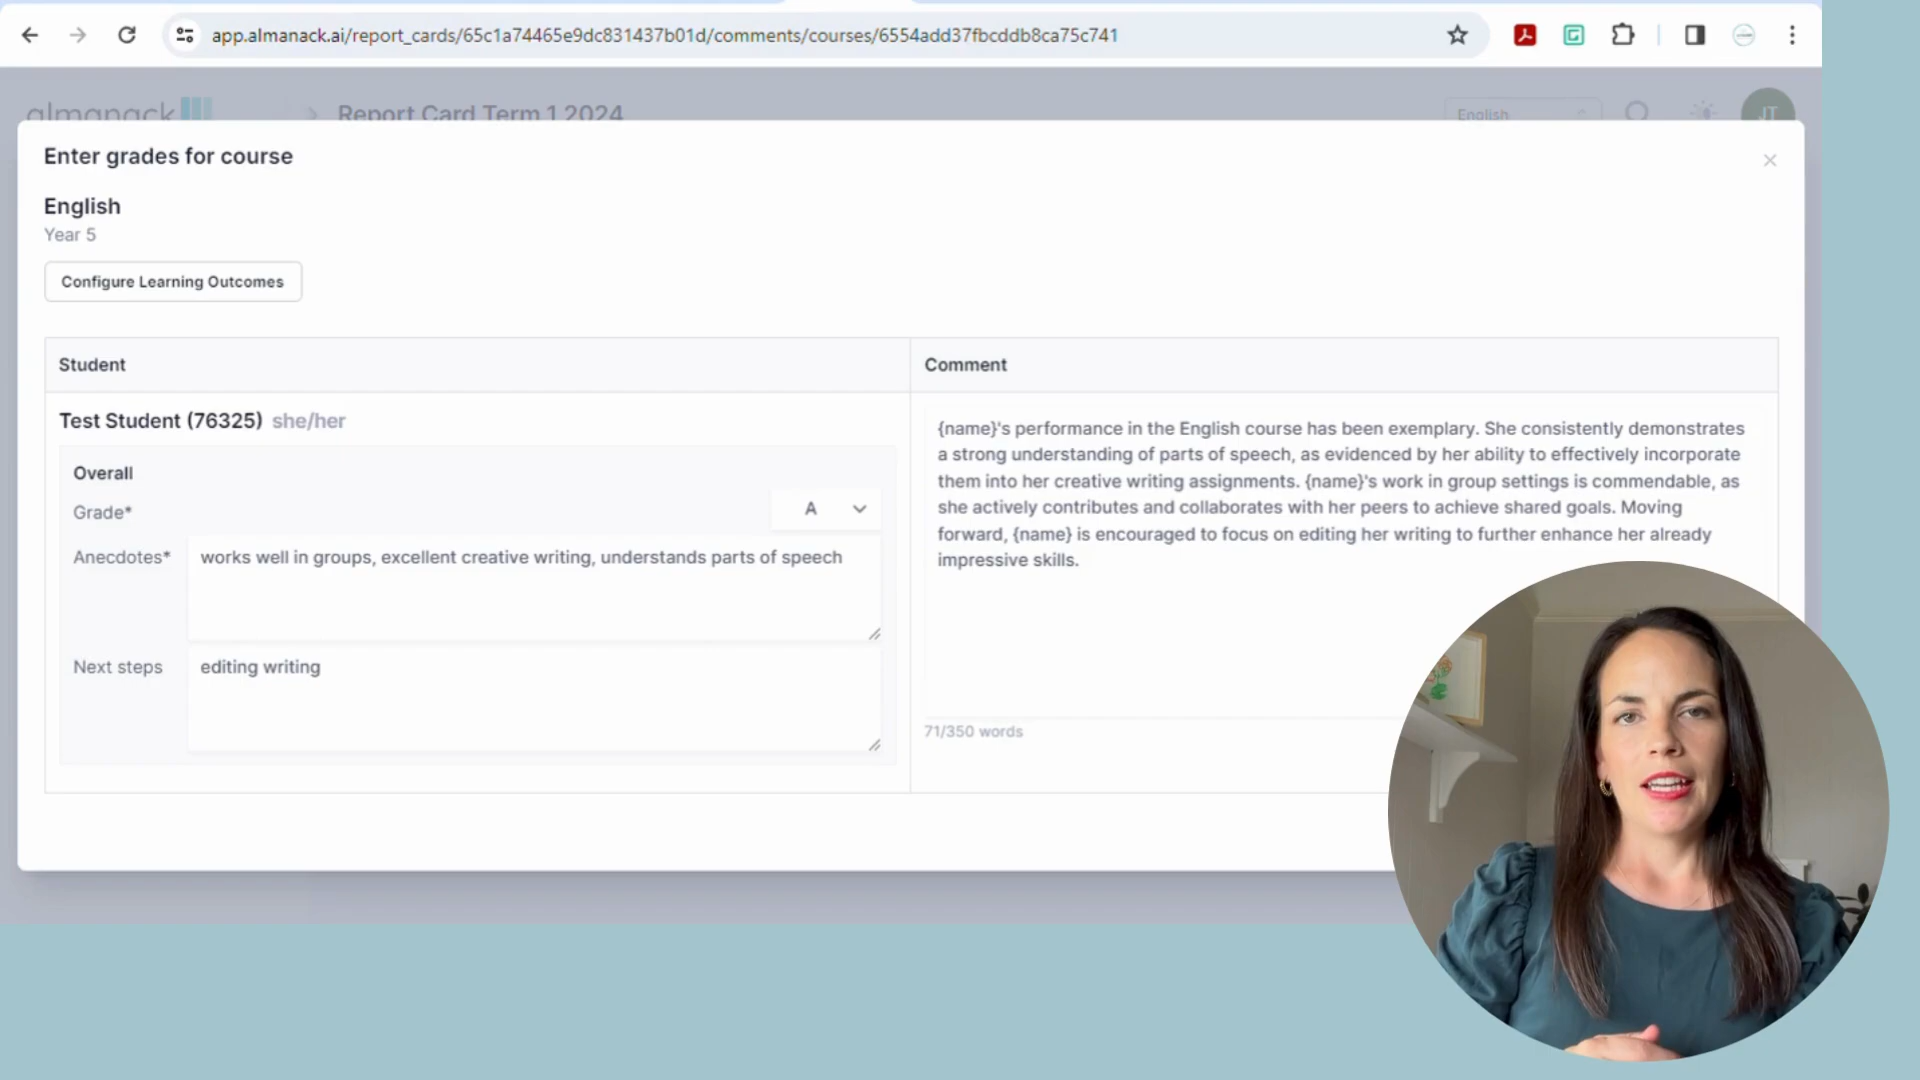 app.almanack.ai/report_cards/65c1a74465e9dc831437b01d/comments/courses/6554add37fbcddb8ca75c741
almanack
Report Card Term 1 2024
English
JT
Enter grades for course
English
Year 5
Configure Learning Outcomes
Student
Comment
Test Student (76325) she/her
Overall
Grade*
A
Anecdotes*
works well in groups, excellent creative writing, understands parts of speech
Next steps
editing writing
{name}'s performance in the English course has been exemplary. She consistently demonstrates
a strong understanding of parts of speech, as evidenced by her ability to effectively incorporate
them into her creative writing assignments. {name}'s work in group settings is commendable, as
she actively contributes and collaborates with her peers to achieve shared goals. Moving
forward, {name} is encouraged to focus on editing her writing to further enhance her already
impressive skills.
71/350 words